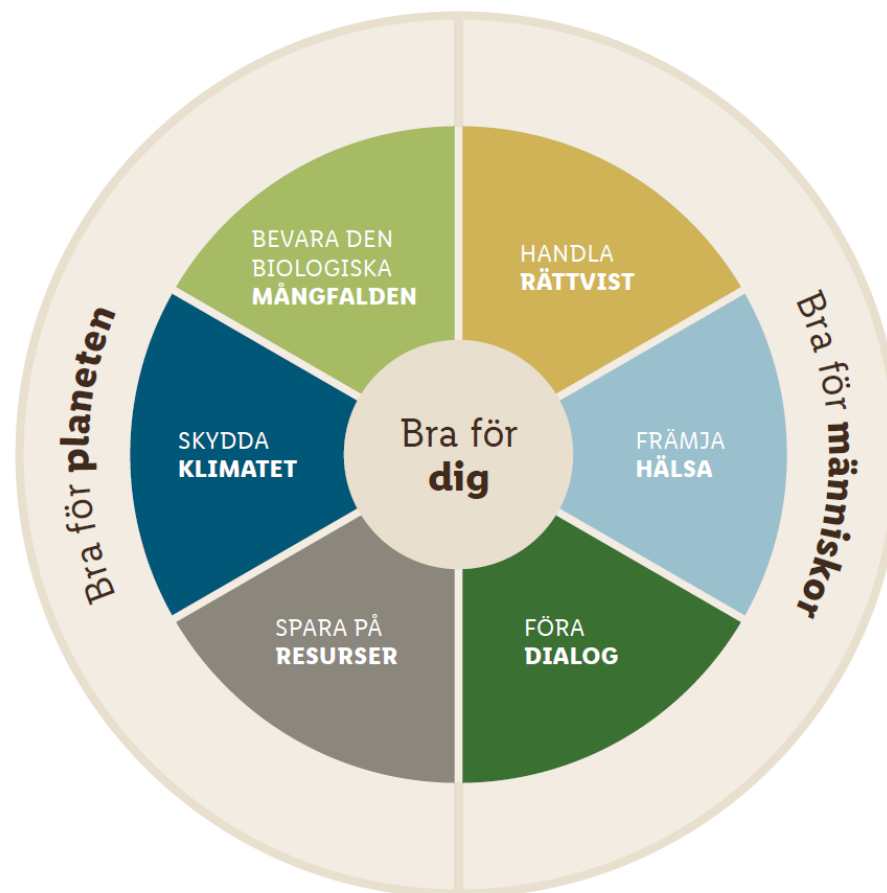 BEVARA DEN
BIOLOGISKA
MÅNGFALDEN
HANDLA
RÄTTVIST
Bra för planeten
SKYDDA
KLIMATET
Bra för
dig
FRÄMJA
HÄLSA
Bra för människor
SPARA PÅ
RESURSER
FÖRA
DIALOG